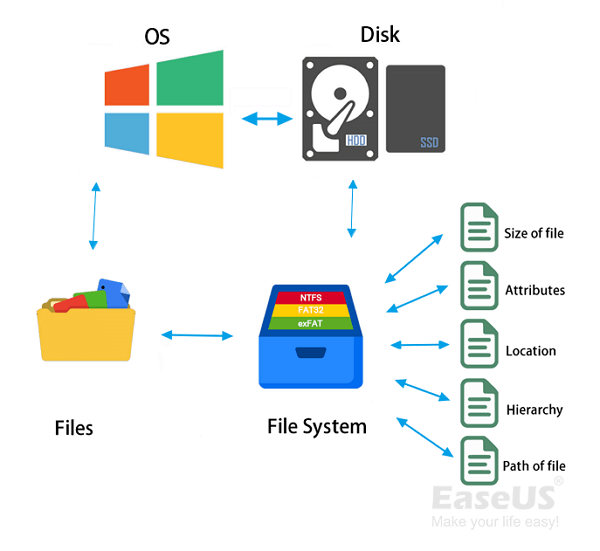 OS
Disk
HDD
SSD
Size of file
NTFS
FAT32
exFAT
Attributes
Location
Hierarchy
Files
File System
Path of file
EaseUS®
Make your life easy!